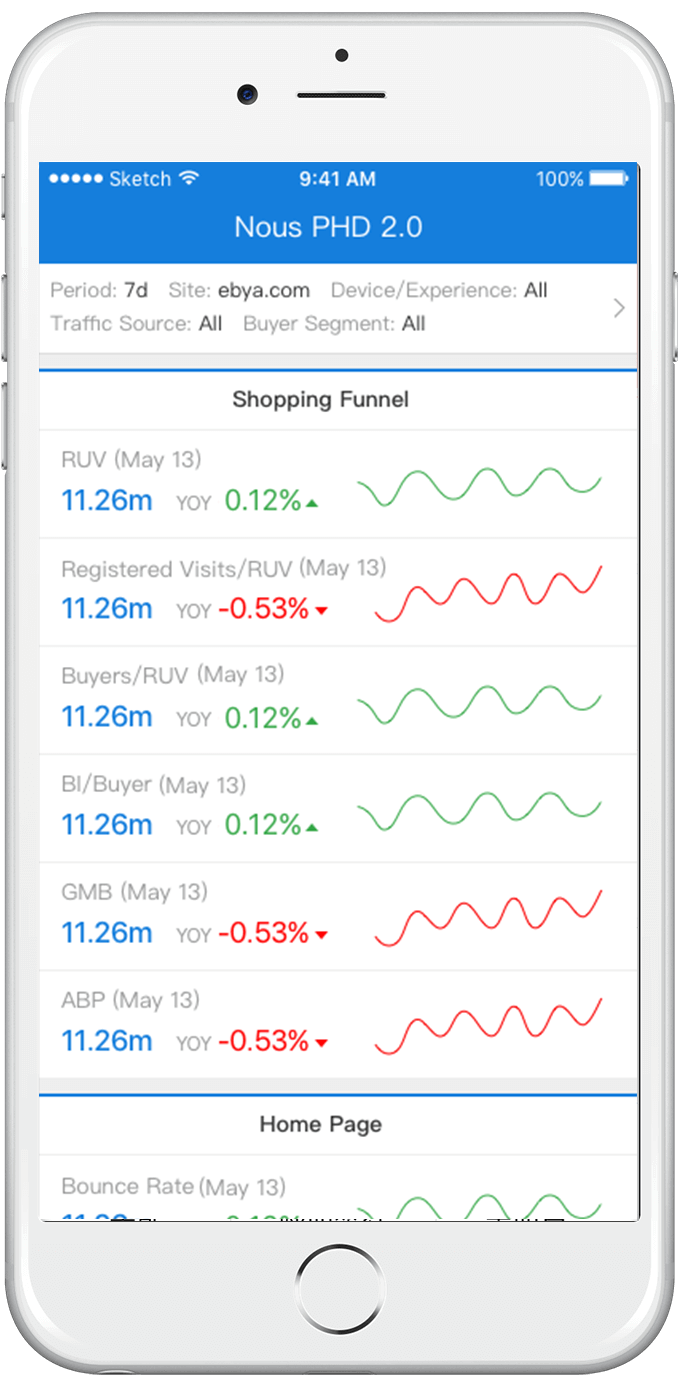 Sketch 9:41 AM 100%
Nous PHD 2.0
Period: 7d Site: ebya.com Device/Experience: All
Traffic Source: All Buyer Segment: All
Shopping Funnel
RUV (May 13)
11.26m YOY 0.12%
Registered Visits/RUV (May 13)
11.26m YOY -0.53%
Buyers/RUV (May 13)
11.26m YOY 0.12%
BI/Buyer (May 13)
11.26m YOY 0.12%
GMB (May 13)
11.26m YOY -0.53%
ABP (May 13)
11.26m YOY -0.53%
Home Page
Bounce Rate (May 13)